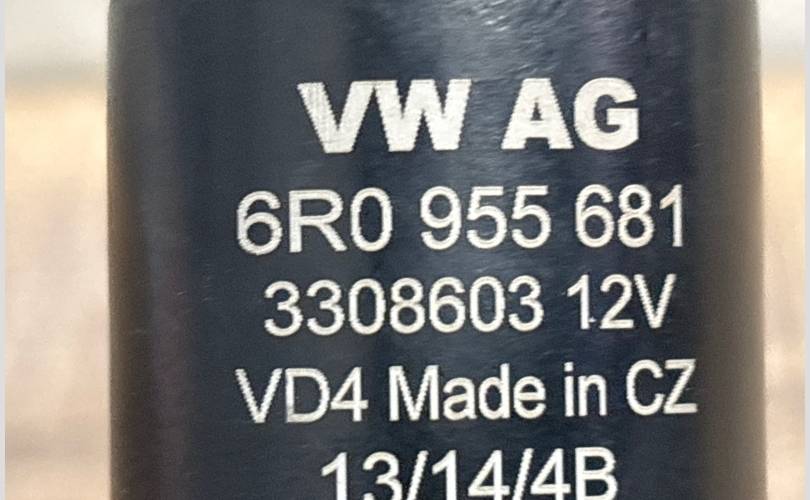 VW AG
6R0 955 681
3308603 12V
VD4 Made in CZ
13/14/4B